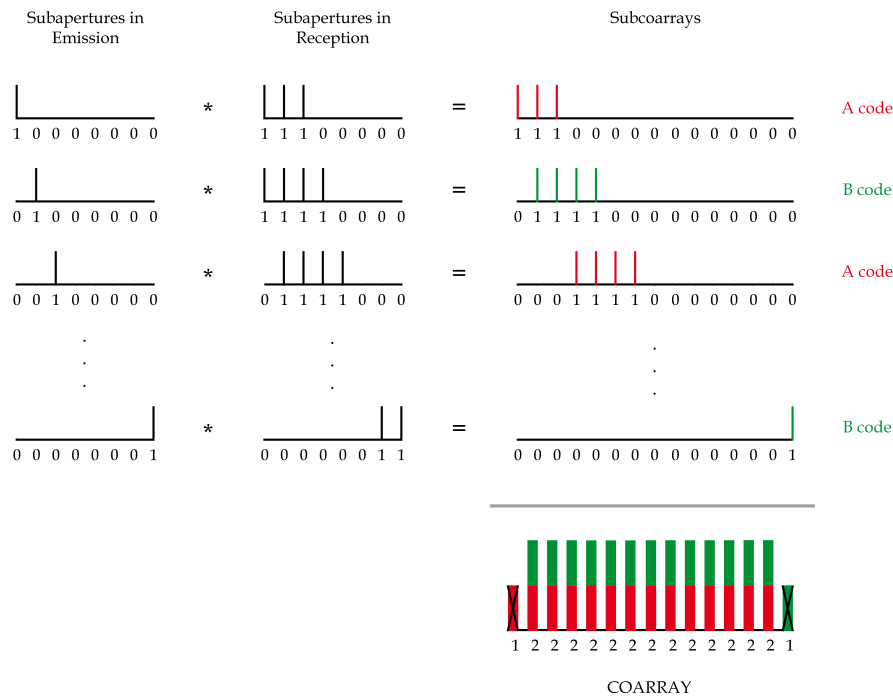 Subapertures in
Emission
Subapertures in
Reception
Subcoarrays
* = A code
1 0 0 0 0 0 0 0 1 1 1 0 0 0 0 0 1 1 1 0 0 0 0 0 0 0 0 0 0 0 0
* = B code
0 1 0 0 0 0 0 0 1 1 1 1 0 0 0 0 0 1 1 1 1 0 0 0 0 0 0 0 0 0 0
* = A code
0 0 1 0 0 0 0 0 0 1 1 1 1 0 0 0 0 0 0 1 1 1 1 0 0 0 0 0 0 0 0
* = B code
0 0 0 0 0 0 0 1 0 0 0 0 0 0 1 1 0 0 0 0 0 0 0 0 0 0 0 0 0 0 1
1 2 2 2 2 2 2 2 2 2 2 2 2 2 1
COARRAY